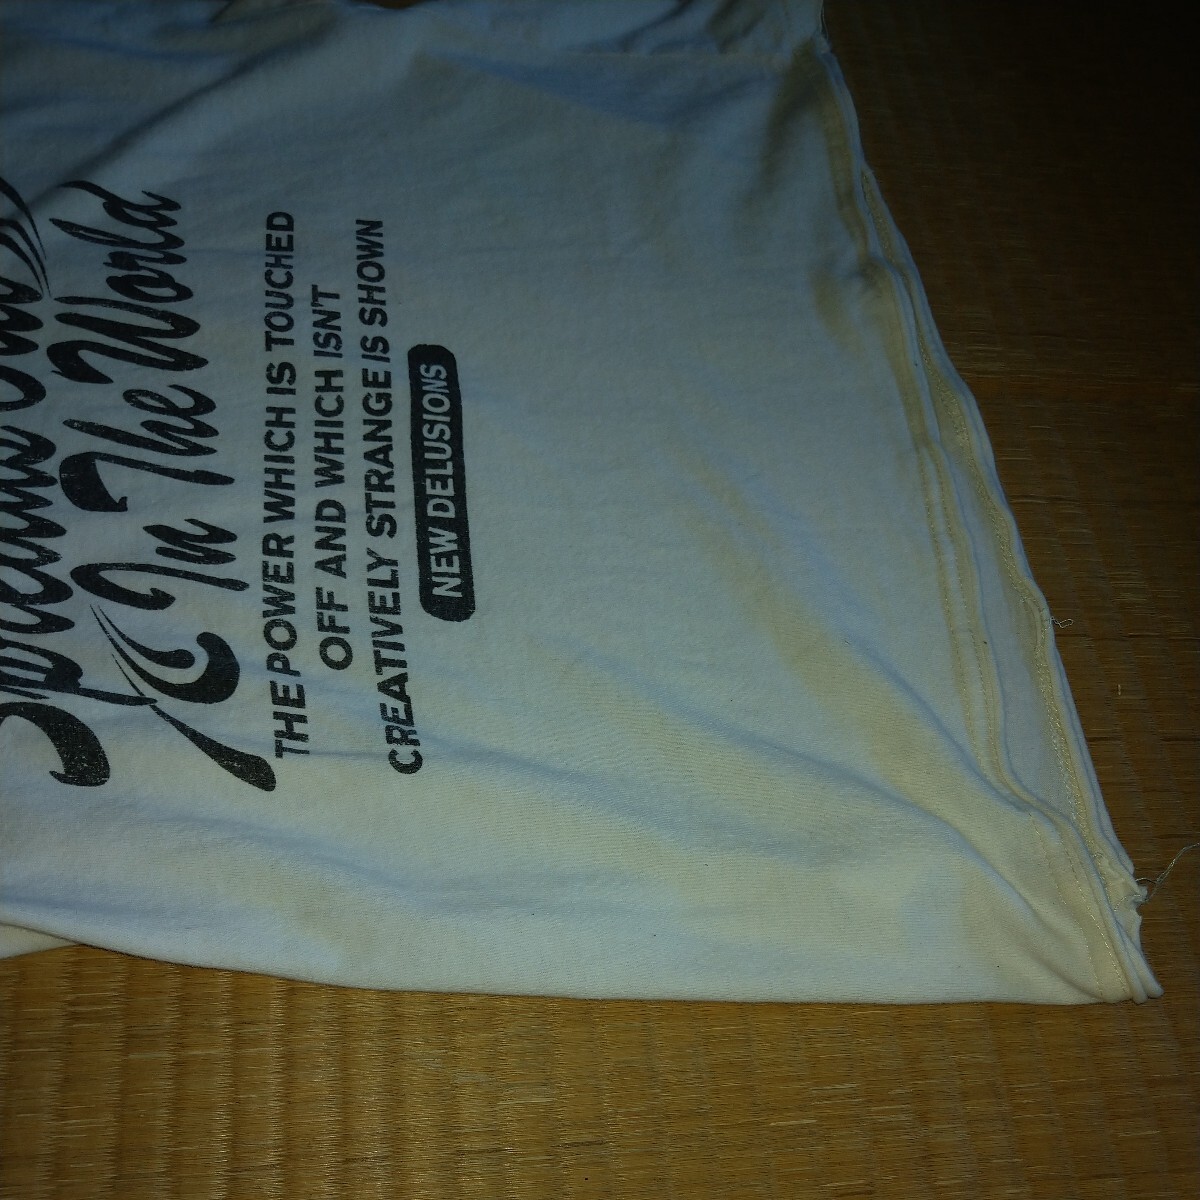 In The World
THE POWER WHICH IS TOUCHED
OFF AND WHICH ISN'T
CREATIVELY STRANGE IS SHOWN
NEW DELUSIONS